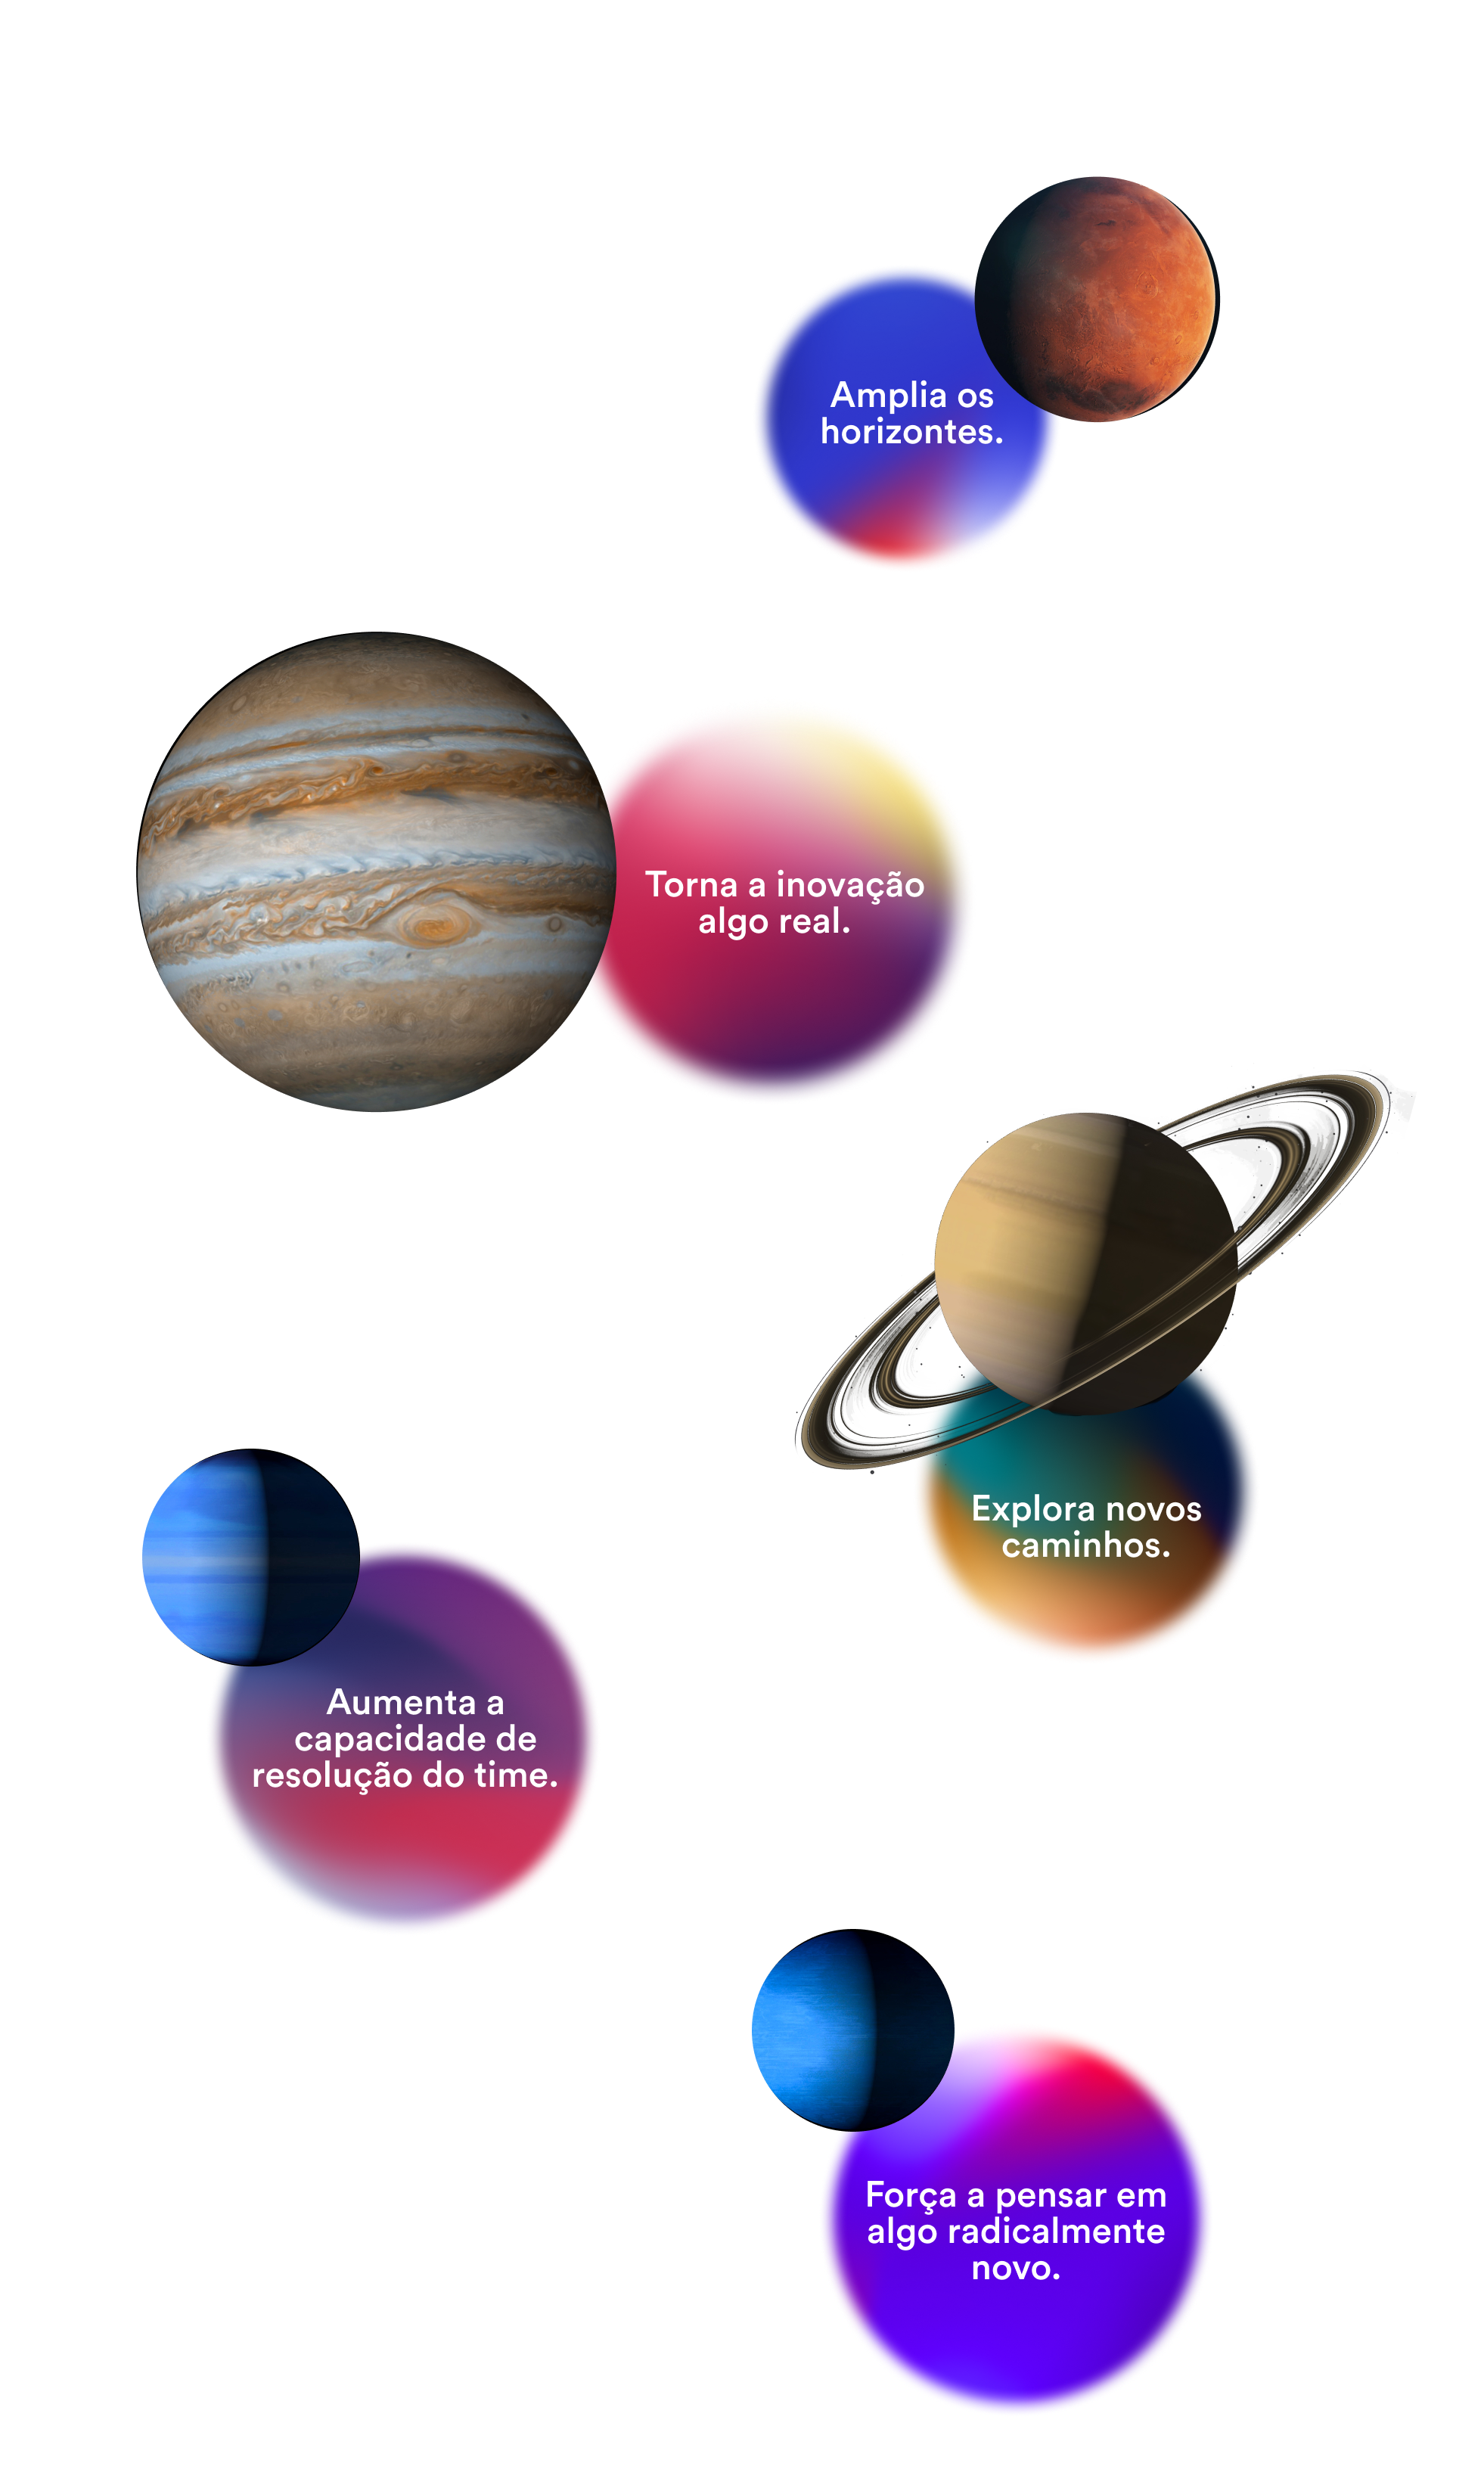 Amplia os
horizontes.
Torna a inovação
algo real.
Explora novos
caminhos.
Aumenta a
capacidade de
resolução do time.
Força a pensar em
algo radicalmente
novo.